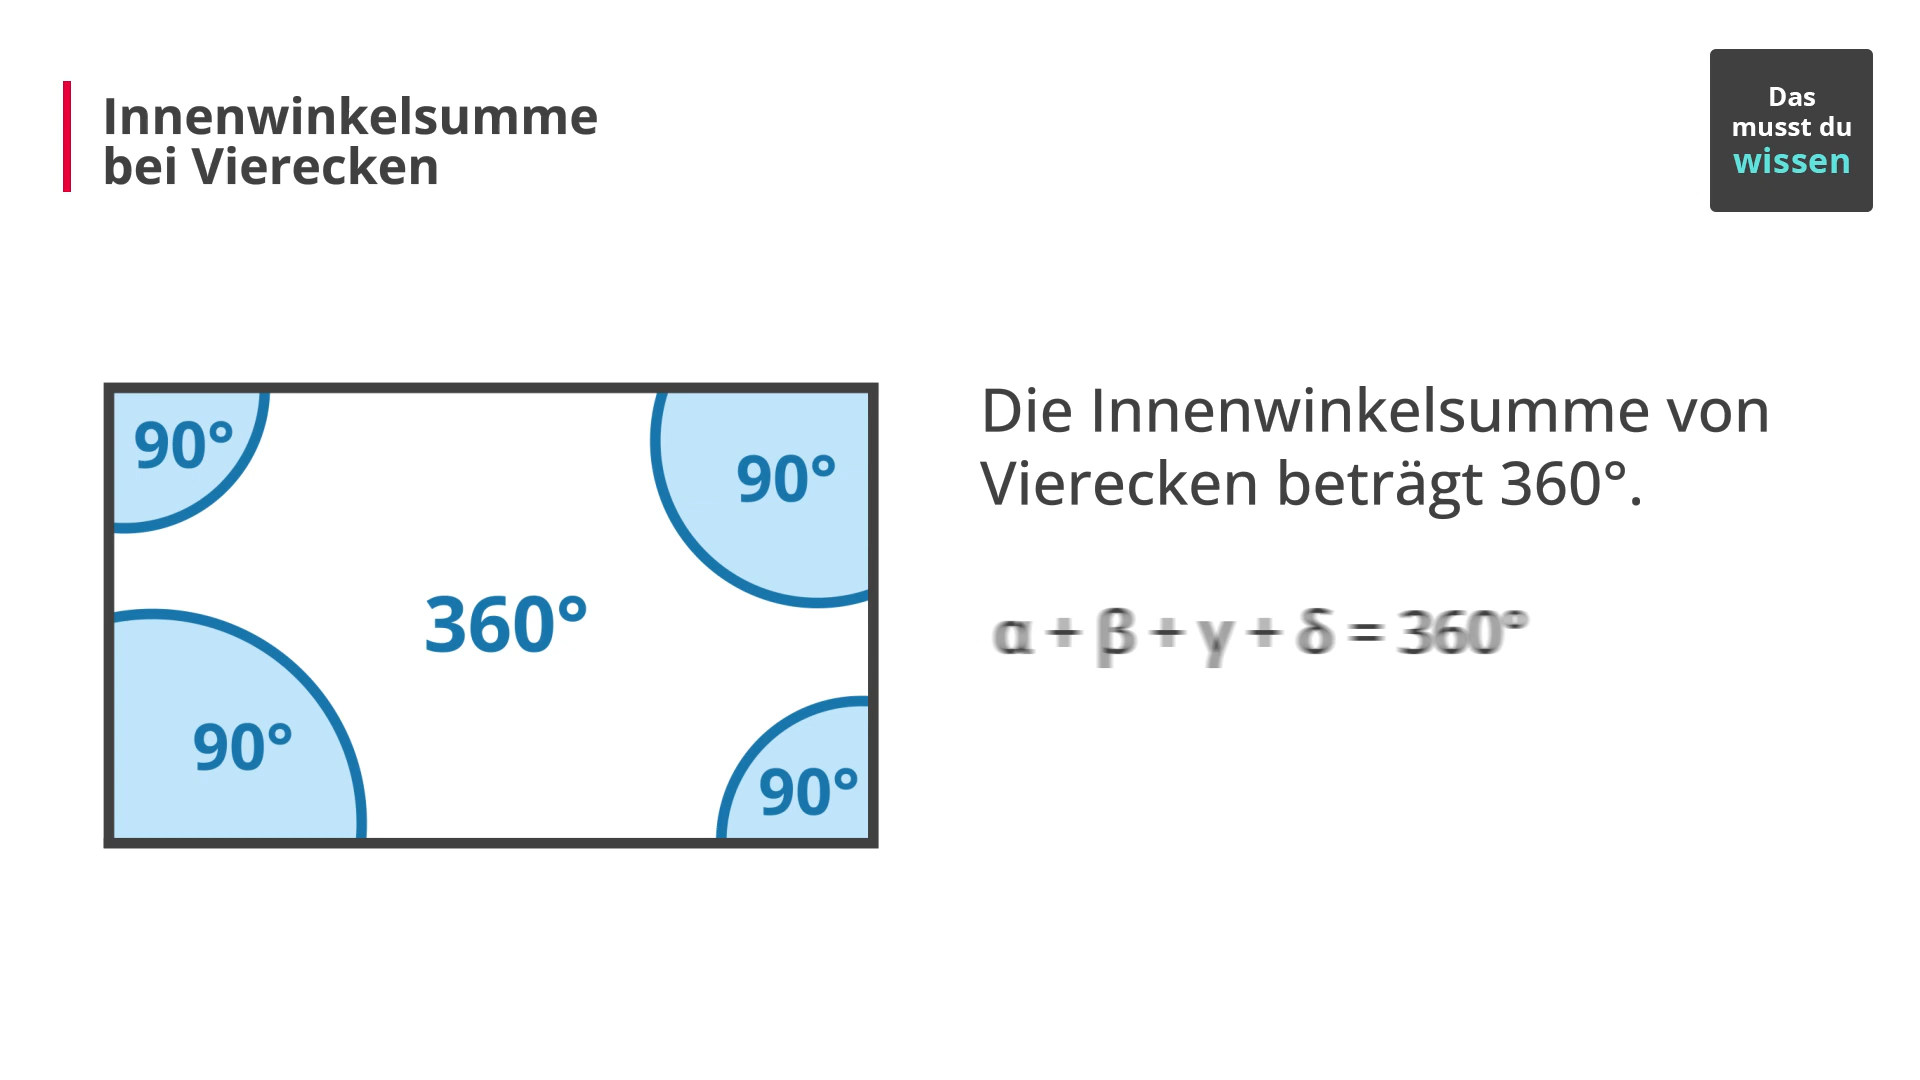 Innenwinkelsumme
bei Vierecken
Das
musst du
wissen
90°
90°
360°
90°
90°
Die Innenwinkelsumme von
Vierecken beträgt 360°.
α + β + γ + δ = 360°